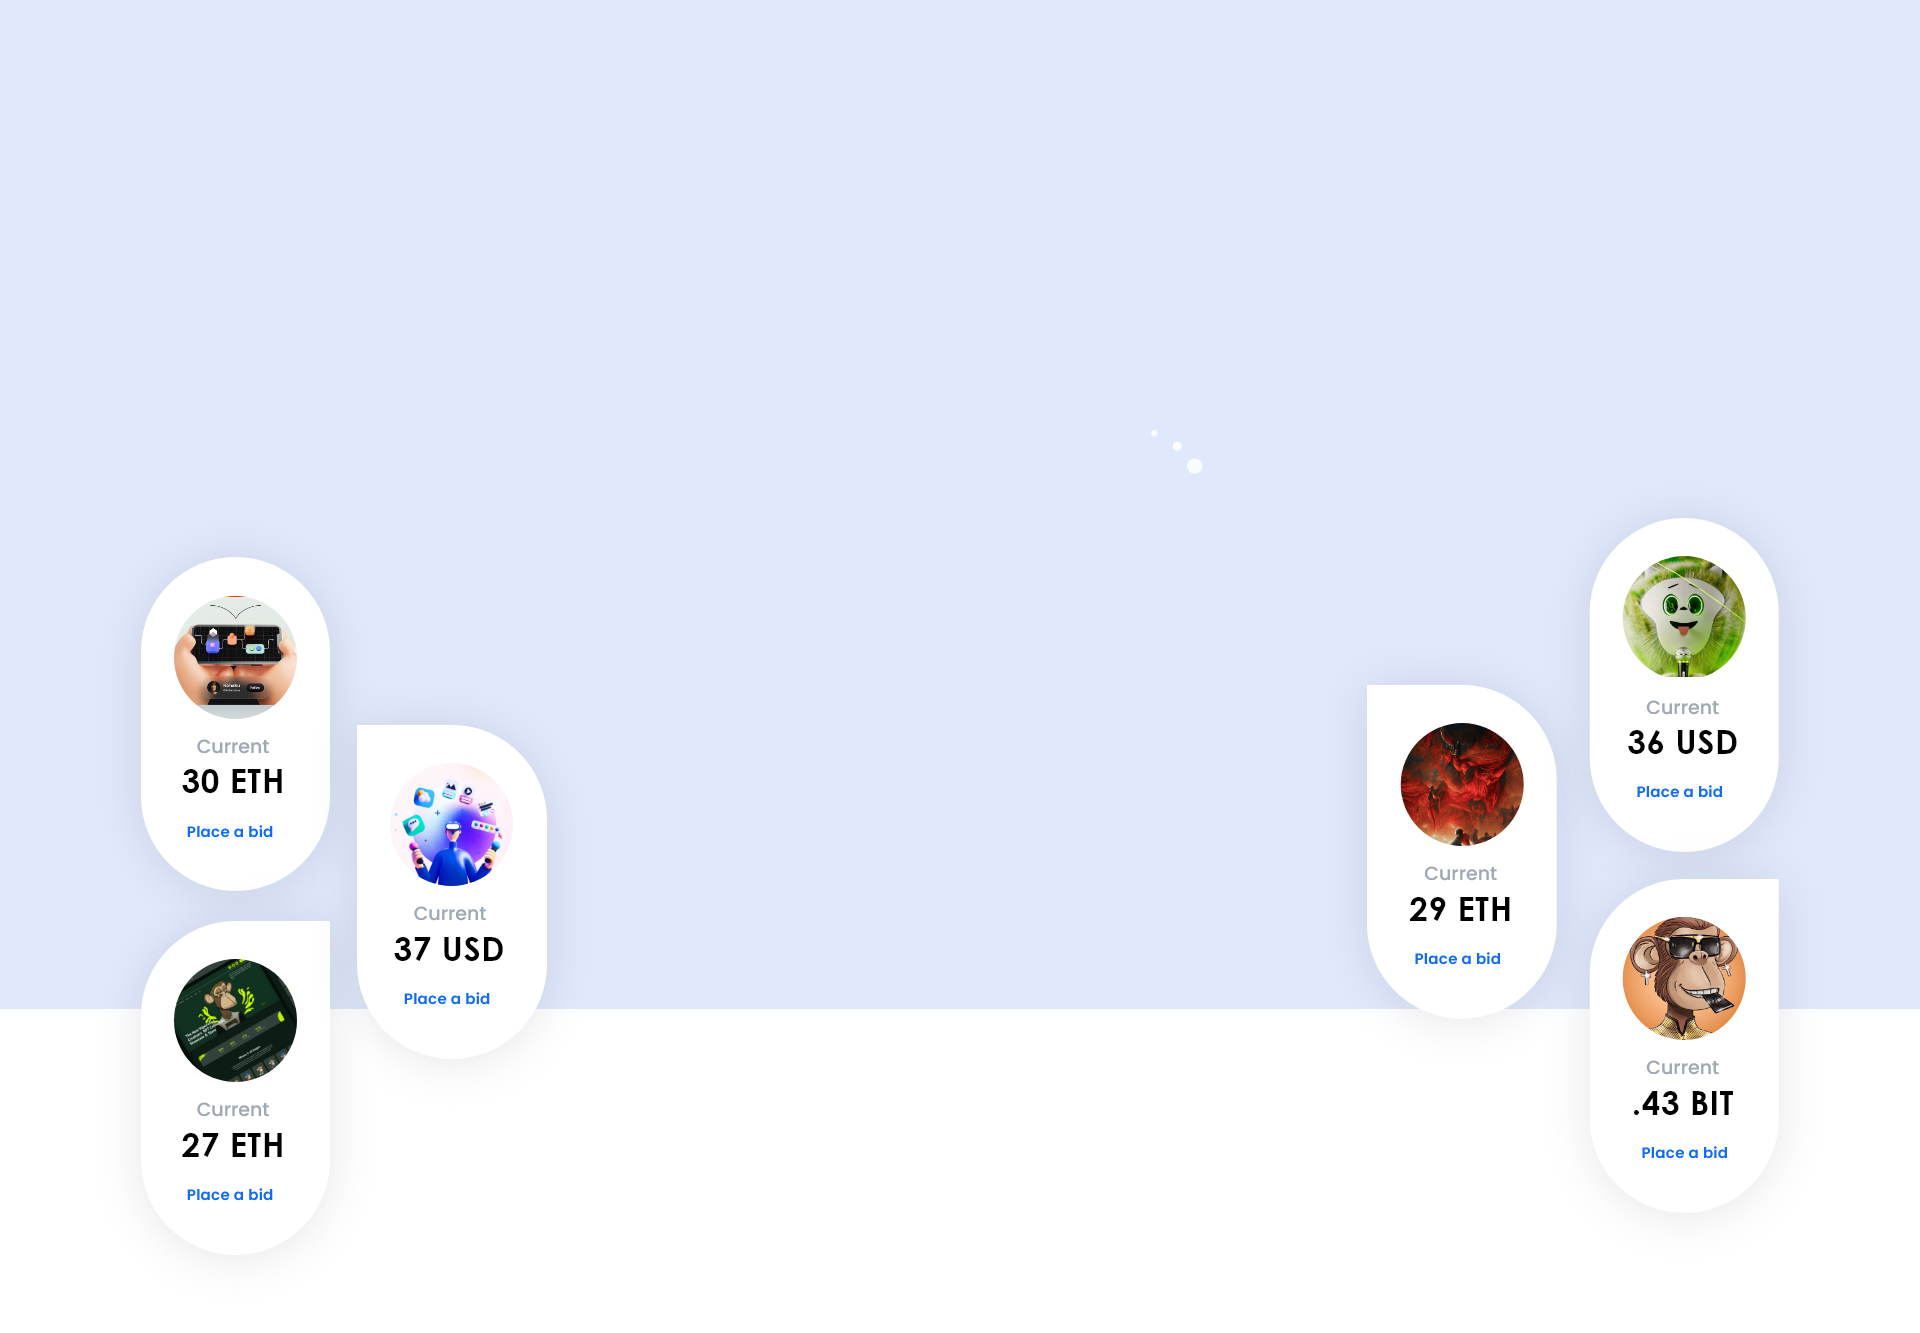 Current
30 ETH
Place a bid
Current
27 ETH
Place a bid
Current
37 USD
Place a bid
Current
29 ETH
Place a bid
Current
36 USD
Place a bid
Current
.43 BIT
Place a bid